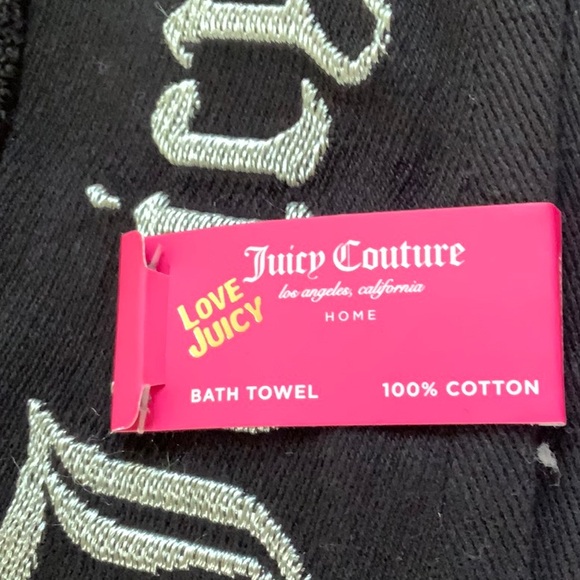 Juicy Couture
los angeles, california
HOME
LOVE
JUICY
BATH TOWEL
100% COTTON